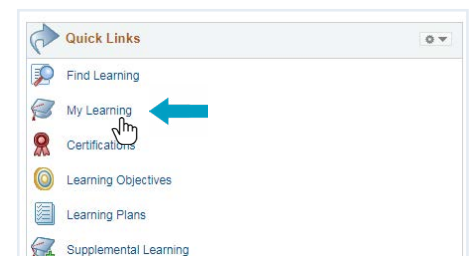 Quick Links
Find Learning
My Learning
Certifications
Learning Objectives
Learning Plans
Supplemental Learning